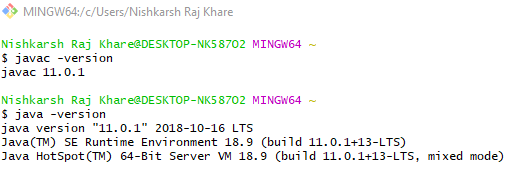 MINGW64:/c/Users/Nishkarsh Raj Khare
Nishkarsh Raj Khare@DESKTOP-NK587O2 MINGW64 ~
$ javac -version
javac 11.0.1
Nishkarsh Raj Khare@DESKTOP-NK587O2 MINGW64 ~
$ java -version
java version "11.0.1" 2018-10-16 LTS
Java(TM) SE Runtime Environment 18.9 (build 11.0.1+13-LTS)
Java HotSpot(TM) 64-Bit Server VM 18.9 (build 11.0.1+13-LTS, mixed mode)